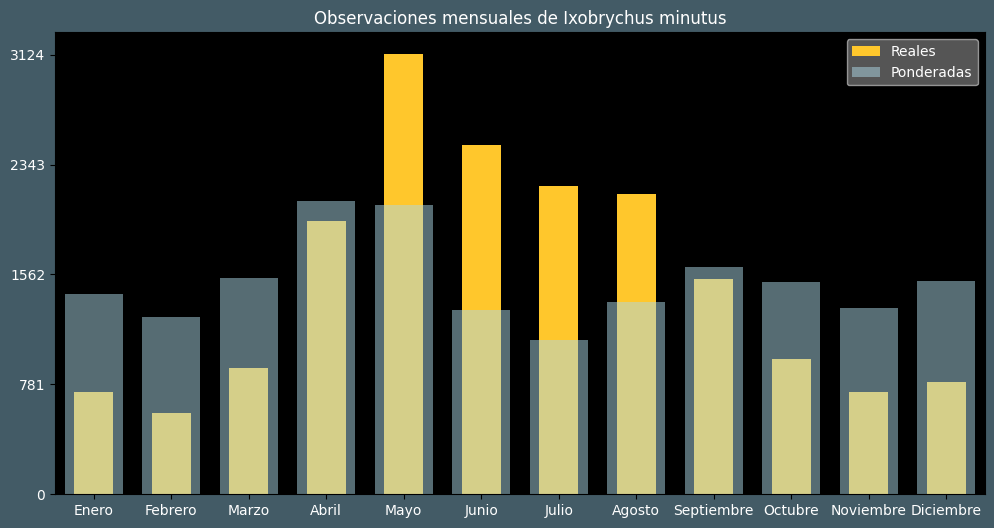 Observaciones mensuales de Ixobrychus minutus
Reales
Ponderadas
3124
2343
1562
781
0
Enero Febrero Marzo Abril Mayo Junio Julio Agosto Septiembre Octubre Noviembre Diciembre